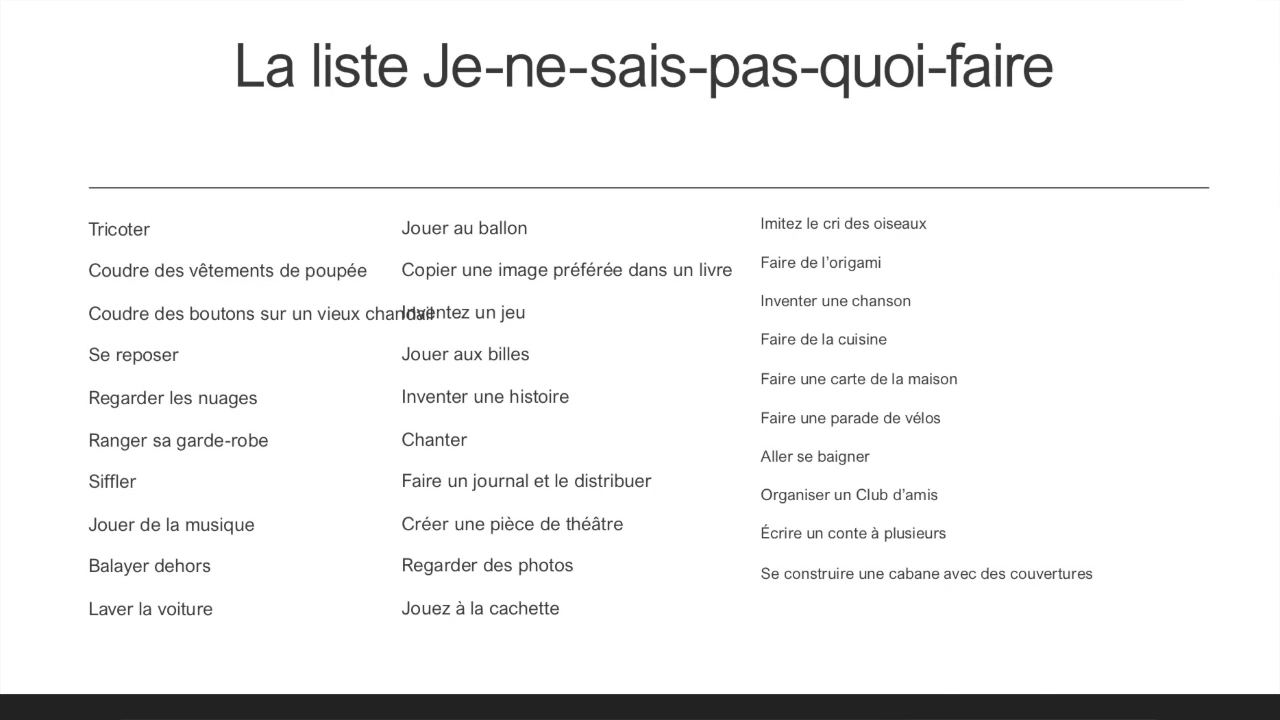 La liste Je-ne-sais-pas-quoi-faire
Tricoter
Coudre des vêtements de poupée
Coudre des boutons sur un vieux chandail
Se reposer
Regarder les nuages
Ranger sa garde-robe
Siffler
Jouer de la musique
Balayer dehors
Laver la voiture
Jouer au ballon
Copier une image préférée dans un livre
Inventez un jeu
Jouer aux billes
Inventer une histoire
Chanter
Faire un journal et le distribuer
Créer une pièce de théâtre
Regarder des photos
Jouez à la cachette
Imitez le cri des oiseaux
Faire de l’origami
Inventer une chanson
Faire de la cuisine
Faire une carte de la maison
Faire une parade de vélos
Aller se baigner
Organiser un Club d’amis
Écrire un conte à plusieurs
Se construire une cabane avec des couvertures